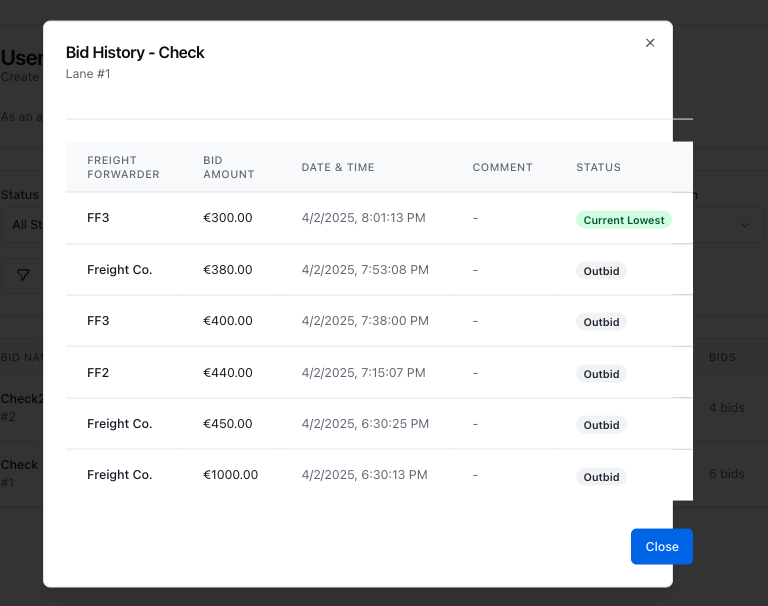 Bid History - Check
Lane #1
FREIGHT FORWARDER BID AMOUNT DATE & TIME COMMENT STATUS
FF3 €300.00 4/2/2025, 8:01:13 PM - Current Lowest
Freight Co. €380.00 4/2/2025, 7:53:08 PM - Outbid
FF3 €400.00 4/2/2025, 7:38:00 PM - Outbid
FF2 €440.00 4/2/2025, 7:15:07 PM - Outbid
Freight Co. €450.00 4/2/2025, 6:30:25 PM - Outbid
Freight Co. €1000.00 4/2/2025, 6:30:13 PM - Outbid
Close
User
Create
As an a
Status
n
All St
BID NAM
BIDS
Check2
#2
4 bids
Check
#1
6 bids